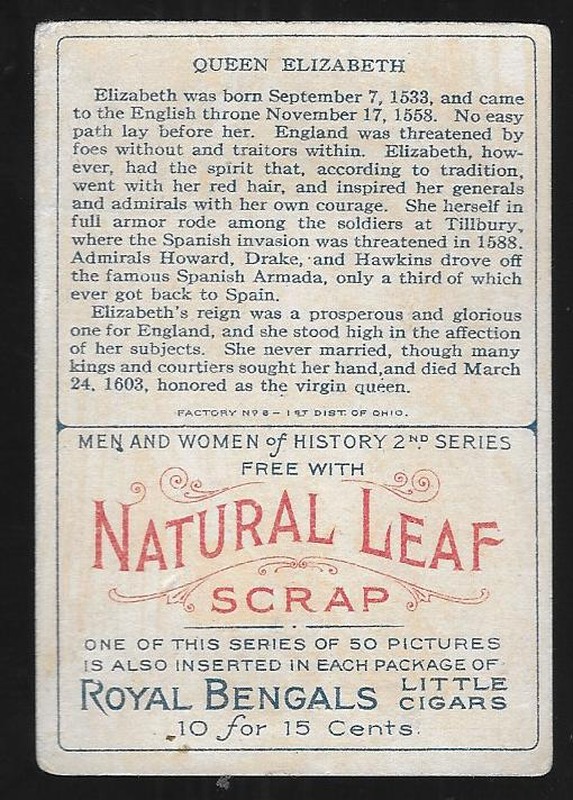 QUEEN ELIZABETH
Elizabeth was born September 7, 1533, and came
to the English throne November 17, 1558. No easy
path lay before her. England was threatened by
foes without and traitors within. Elizabeth, how-
ever, had the spirit that, according to tradition,
went with her red hair, and inspired her generals
and admirals with her own courage. She herself in
full armor rode among the soldiers at Tillbury,
where the Spanish invasion was threatened in 1588.
Admirals Howard, Drake, and Hawkins drove off
the famous Spanish Armada, only a third of which
ever got back to Spain.
Elizabeth's reign was a prosperous and glorious
one for England, and she stood high in the affection
of her subjects. She never married, though many
kings and courtiers sought her hand, and died March
24, 1603, honored as the virgin queen.
FACTORY Nº 6 – 1ST DIST. OF OHIO.
MEN AND WOMEN of HISTORY 2ND SERIES
FREE WITH
NATURAL LEAF
SCRAP
ONE OF THIS SERIES OF 50 PICTURES
IS ALSO INSERTED IN EACH PACKAGE OF
ROYAL BENGALS LITTLE CIGARS
10 for 15 Cents.